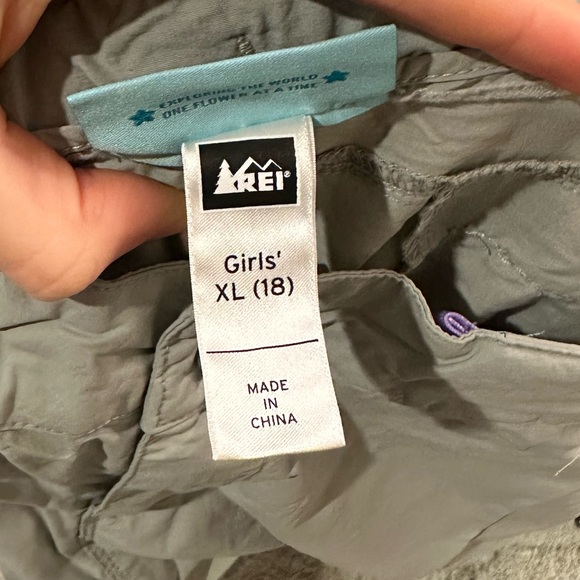 EXPLORING THE WORLD
ONE FLOWER AT A TIME
REI®
Girls'
XL (18)
MADE
IN
CHINA